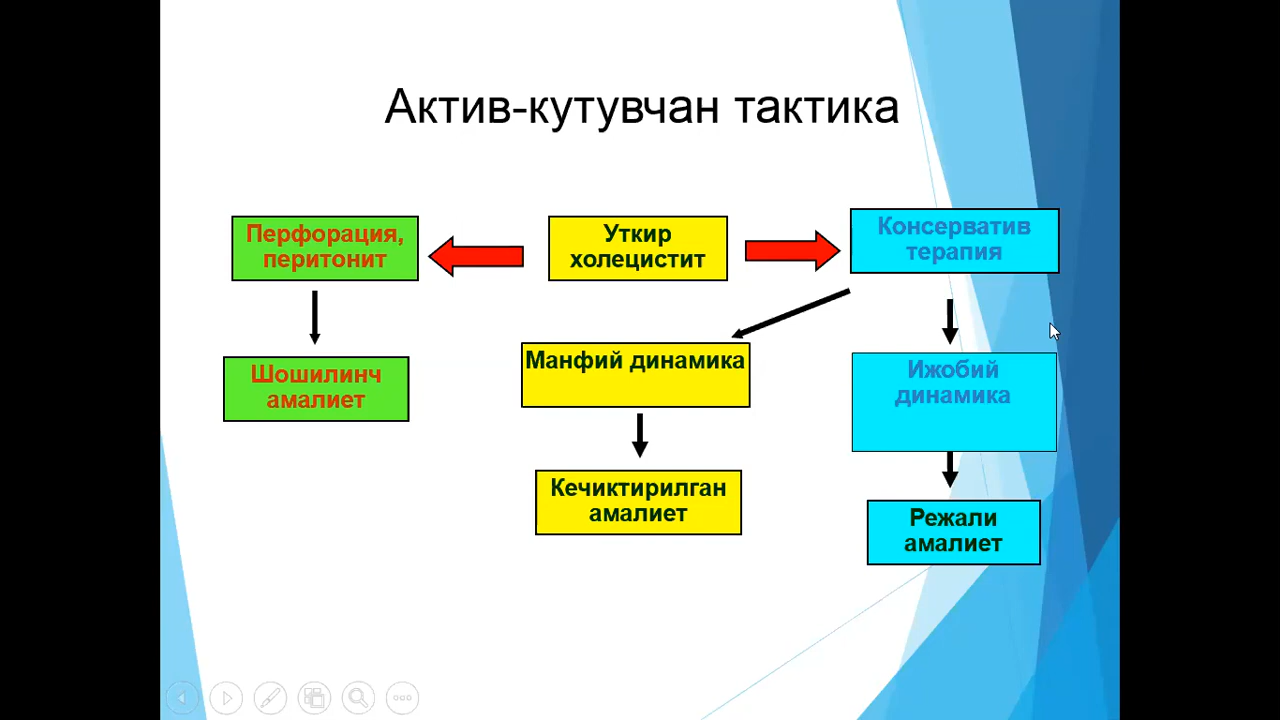 Актив-кутувчан тактика
Перфорация,
перитонит
Уткир
холецистит
Консерватив
терапия
Шошилинч
амалиет
Манфий динамика
Ижобий
динамика
Кечиктирилган
амалиет
Режали
амалиет